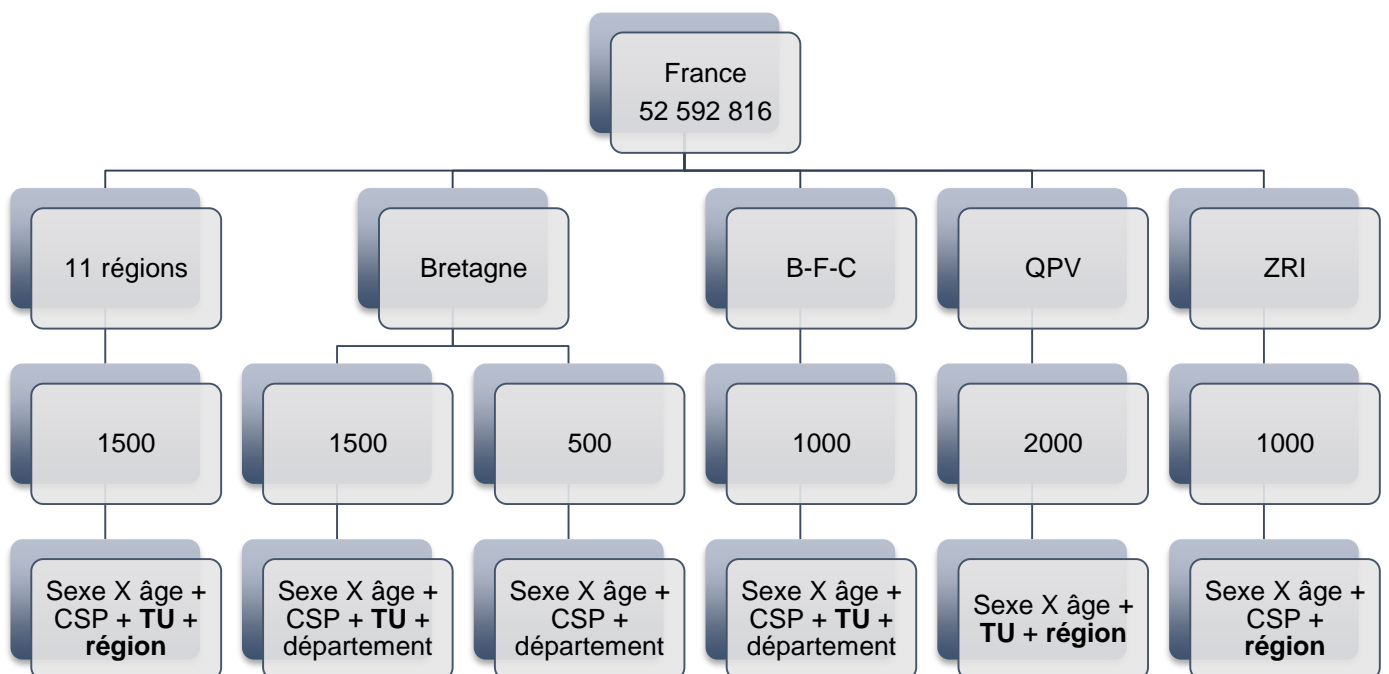 France
52 592 816
11 régions
Bretagne
B-F-C
QPV
ZRI
1500
1500
500
1000
2000
1000
Sexe X âge +
CSP + TU +
région
Sexe X âge +
CSP + TU +
département
Sexe X âge +
CSP +
département
Sexe X âge +
CSP + TU +
département
Sexe X âge +
TU + région
Sexe X âge +
CSP +
région